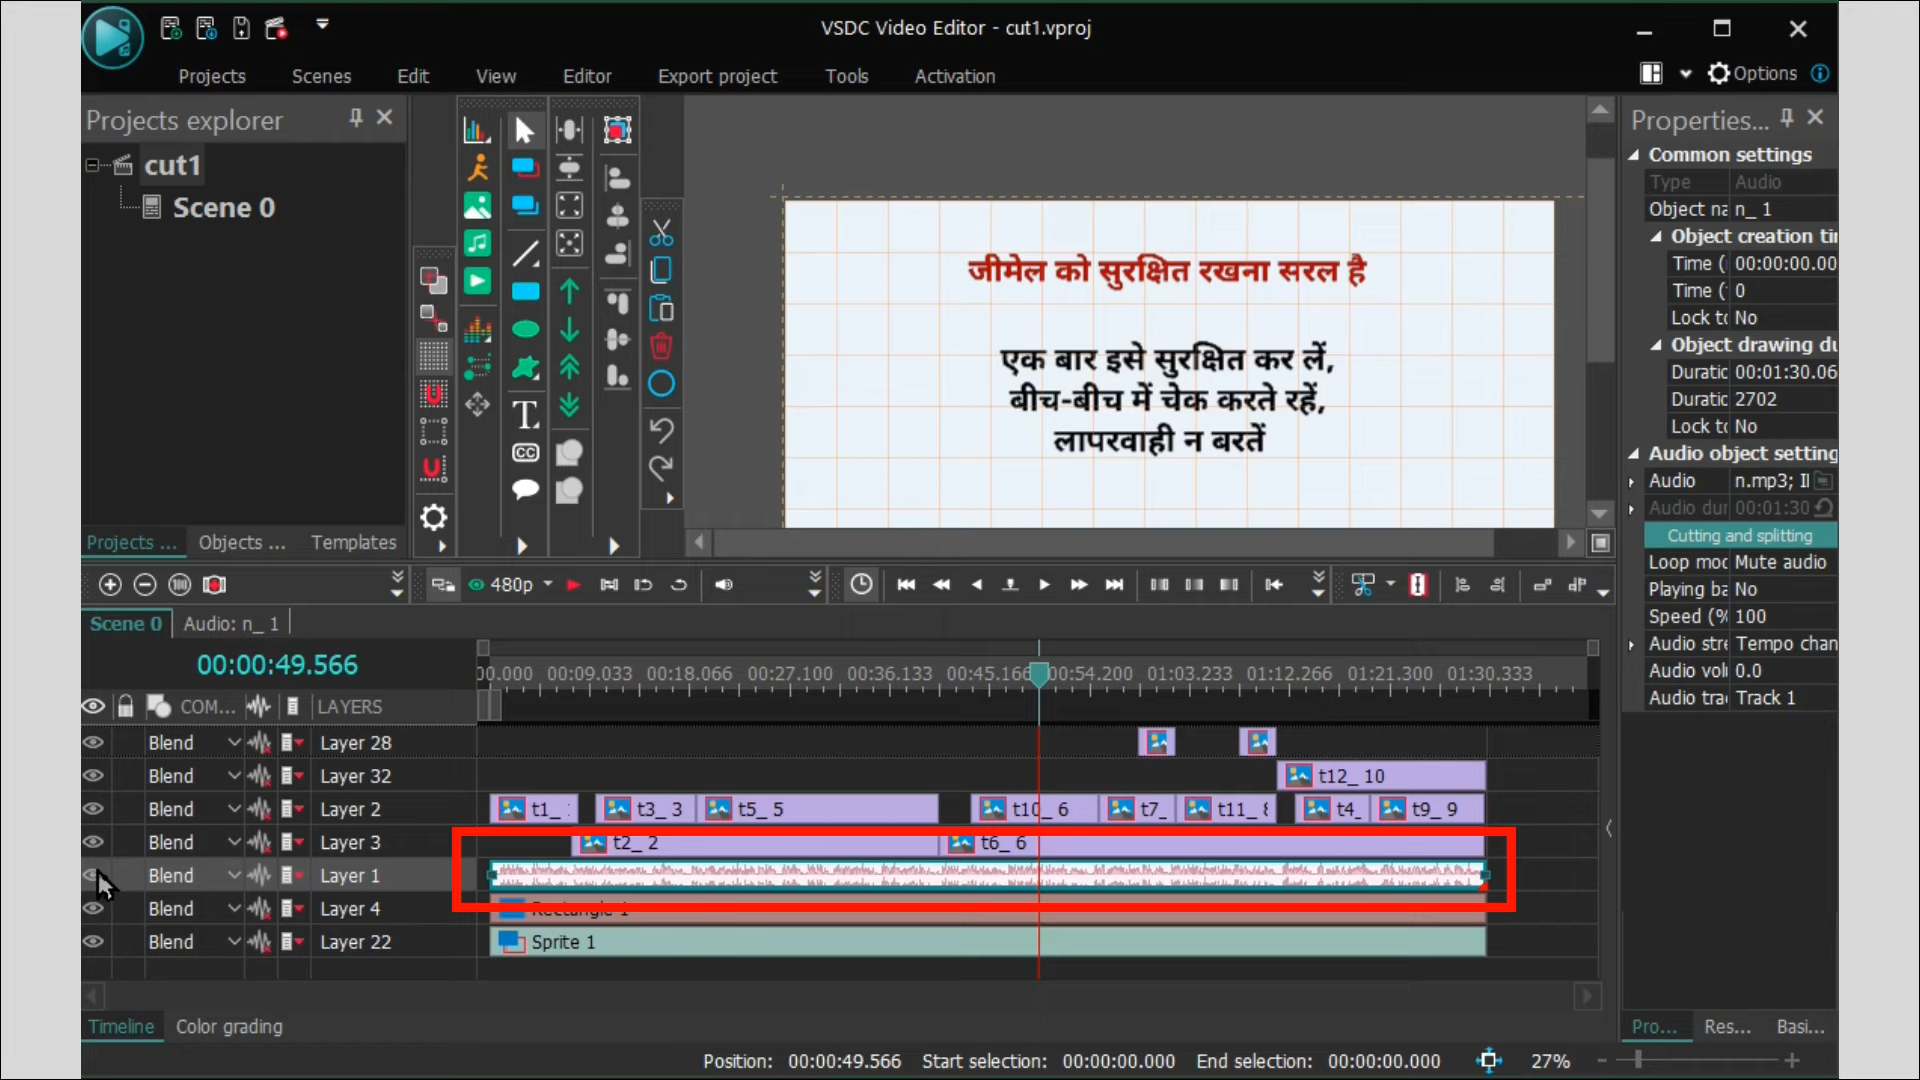 VSDC Video Editor - cut1.vproj
Projects Scenes Edit View Editor Export project Tools Activation
Options
Projects explorer
cut1
Scene 0
Projects ... Objects ... Templates
जीमेल को सुरक्षित रखना सरल है
एक बार इसे सुरक्षित कर लें,
बीच-बीच में चेक करते रहें,
लापरवाही न बरतें
Properties...
Common settings
Type Audio
Object na n_ 1
Object creation tir
Time ( 00:00:00.00
Time ( 0
Lock to No
Object drawing du
Duratic 00:01:30.06
Duratic 2702
Lock to No
Audio object setting
Audio n.mp3;
Audio dur 00:01:30
Cutting and splitting
Loop moc Mute audio
Playing ba No
Speed (% 100
Audio stre Tempo chan
Audio vol 0.0
Audio tra Track 1
480p
Scene 0 Audio: n_ 1
00:00:49.566
00.000 00:09.033 00:18.066 00:27.100 00:36.133 00:45.166 00:54.200 01:03.233 01:12.266 01:21.300 01:30.333
COM... LAYERS
Blend Layer 28
Blend Layer 32 t12_ 10
Blend Layer 2 t1_ t3_ 3 t5_ 5 t10_ 6 t7_ t11_ 8 t4_ t9_ 9
Blend Layer 3 t2_ 2 t6_ 6
Blend Layer 1
Blend Layer 4 Rectangle 1
Blend Layer 22 Sprite 1
Timeline Color grading
Pro... Res... Basi...
Position: 00:00:49.566 Start selection: 00:00:00.000 End selection: 00:00:00.000 27%